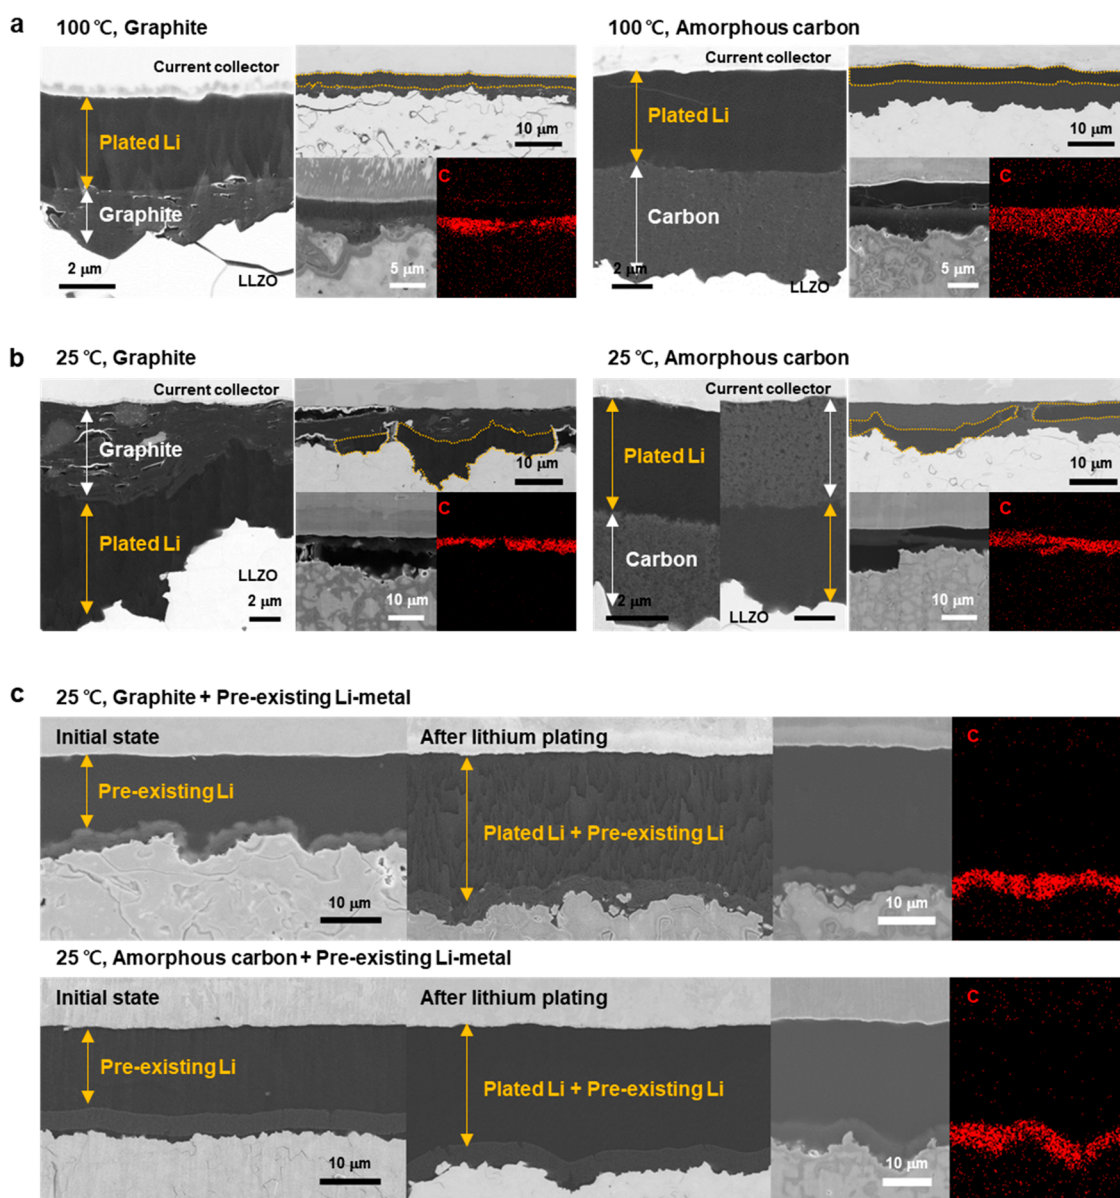 a
100 ℃, Graphite
Current collector
Plated Li
Graphite
2 μm
LLZO
10 μm
5 μm
C
100 ℃, Amorphous carbon
Current collector
Plated Li
Carbon
2 μm
LLZO
10 μm
5 μm
C
b
25 ℃, Graphite
Current collector
Graphite
Plated Li
LLZO
2 μm
10 μm
10 μm
C
25 ℃, Amorphous carbon
Current collector
Plated Li
Carbon
2 μm
LLZO
10 μm
10 μm
C
c
25 ℃, Graphite + Pre-existing Li-metal
Initial state
Pre-existing Li
10 μm
After lithium plating
Plated Li + Pre-existing Li
10 μm
C
25 ℃, Amorphous carbon + Pre-existing Li-metal
Initial state
Pre-existing Li
10 μm
After lithium plating
Plated Li + Pre-existing Li
10 μm
C